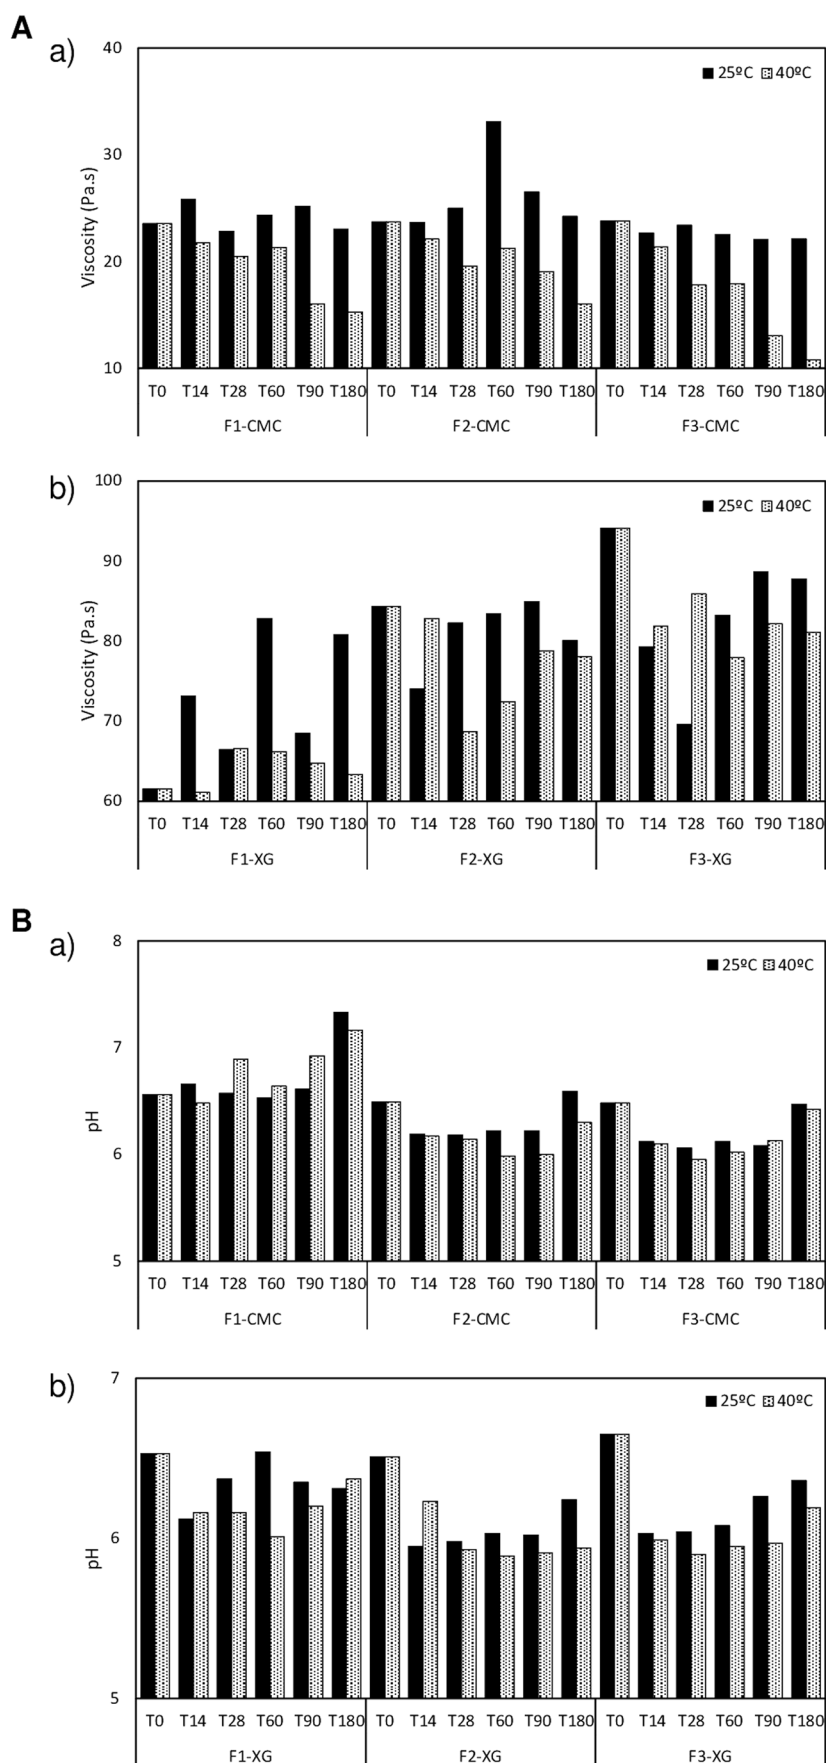 A
a)
40
25ºC 40ºC
30
Viscosity (Pa.s)
20
10
T0 T14 T28 T60 T90 T180 T0 T14 T28 T60 T90 T180 T0 T14 T28 T60 T90 T180
F1-CMC F2-CMC F3-CMC
b)
100
25ºC 40ºC
90
Viscosity (Pa.s)
80
70
60
T0 T14 T28 T60 T90 T180 T0 T14 T28 T60 T90 T180 T0 T14 T28 T60 T90 T180
F1-XG F2-XG F3-XG
B
a)
8
25ºC 40ºC
7
pH
6
5
T0 T14 T28 T60 T90 T180 T0 T14 T28 T60 T90 T180 T0 T14 T28 T60 T90 T180
F1-CMC F2-CMC F3-CMC
b)
7
25ºC 40ºC
6
pH
5
T0 T14 T28 T60 T90 T180 T0 T14 T28 T60 T90 T180 T0 T14 T28 T60 T90 T180
F1-XG F2-XG F3-XG